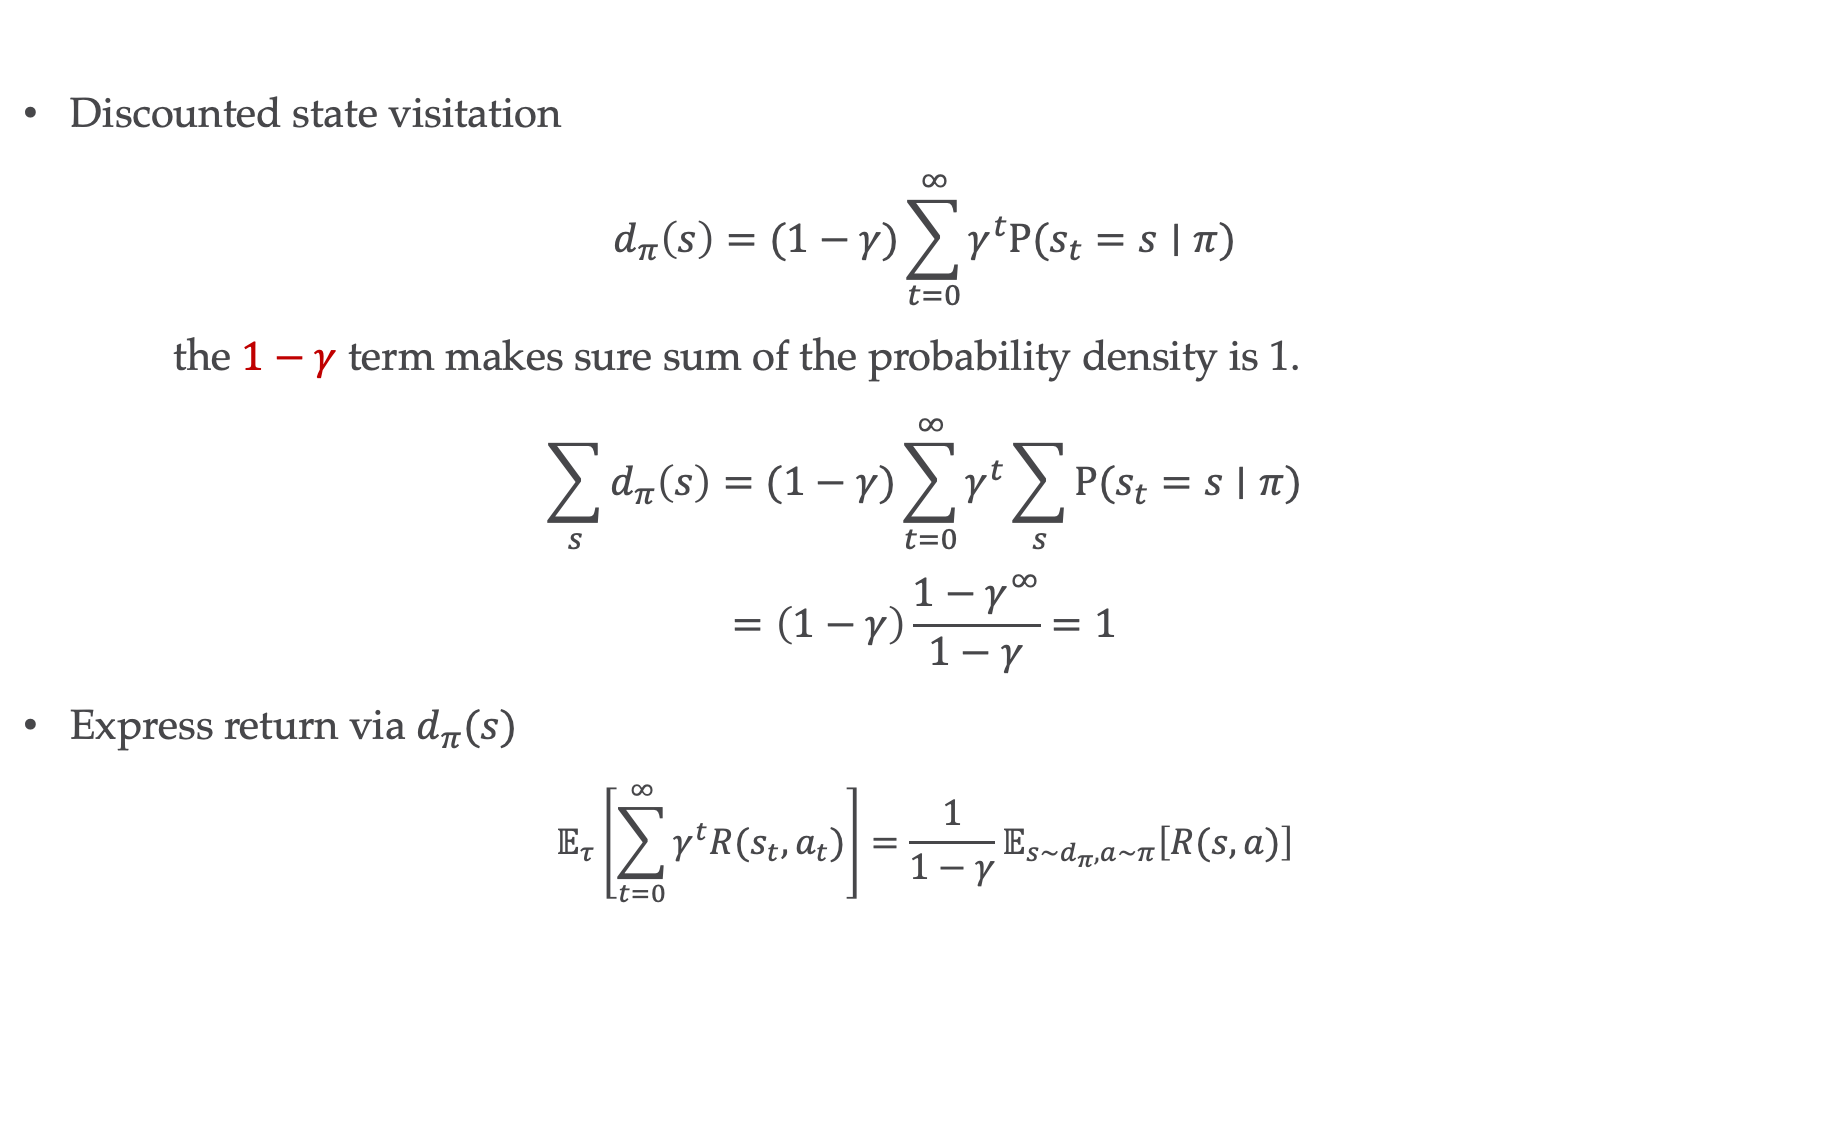 • Discounted state visitation
d_π(s) = (1 − γ) ∑_{t=0}^{∞} γ^t P(s_t = s | π)
the 1 − γ term makes sure sum of the probability density is 1.
∑_s d_π(s) = (1 − γ) ∑_{t=0}^{∞} γ^t ∑_s P(s_t = s | π)
= (1 − γ) \frac{1 − γ^∞}{1 − γ} = 1
• Express return via d_π(s)
𝔼_τ [∑_{t=0}^{∞} γ^t R(s_t, a_t)] = \frac{1}{1 − γ} 𝔼_{s~d_π,a~π}[R(s, a)]